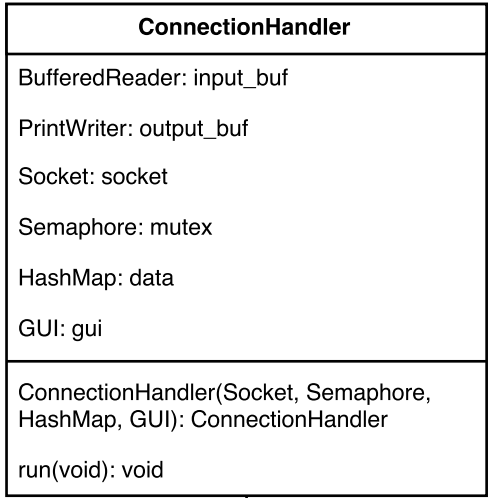 ConnectionHandler
BufferedReader: input_buf
PrintWriter: output_buf
Socket: socket
Semaphore: mutex
HashMap: data
GUI: gui
ConnectionHandler(Socket, Semaphore,
HashMap, GUI): ConnectionHandler
run(void): void